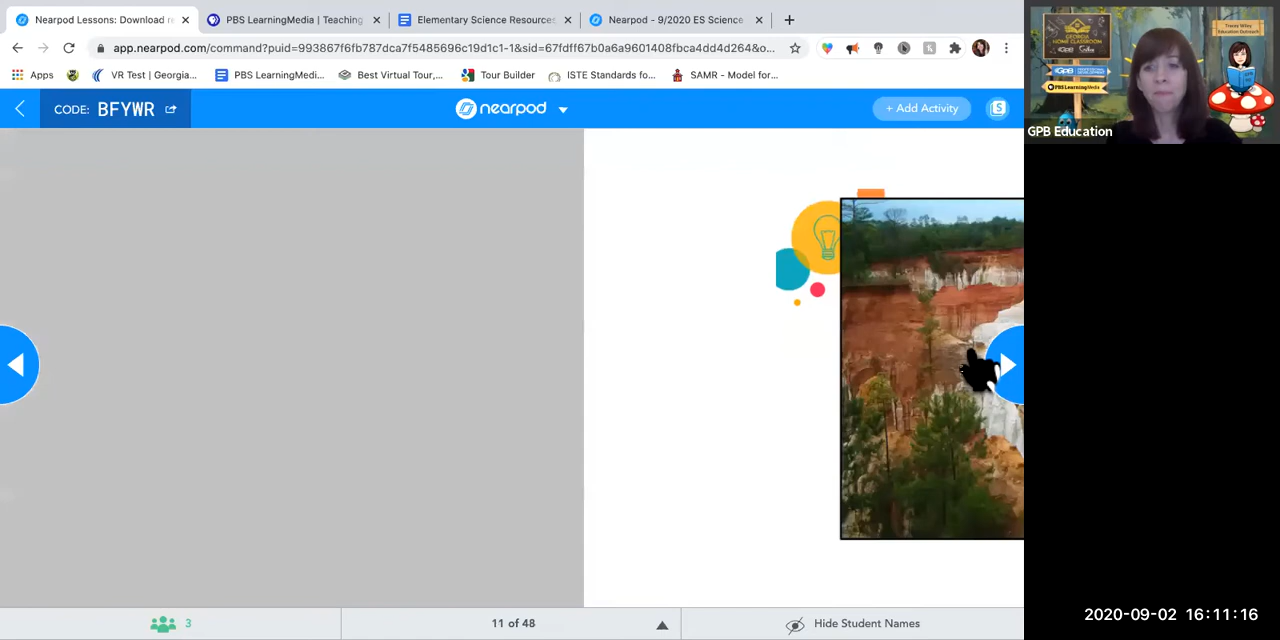 Nearpod Lessons: Download re
PBS LearningMedia | Teaching
Elementary Science Resources
Nearpod - 9/2020 ES Science
app.nearpod.com/command?puid=993867f6fb787dca7f5485696c19d1c1-1&sid=67fdff67b0a6a9601408fbca4dd4d264&o...
Apps
VR Test | Georgia...
PBS LearningMedi...
Best Virtual Tour,...
Tour Builder
ISTE Standards fo...
SAMR - Model for...
CODE: BFYWR
nearpod
+ Add Activity
S
GPB Education
3
11 of 48
Hide Student Names
2020-09-02 16:11:16